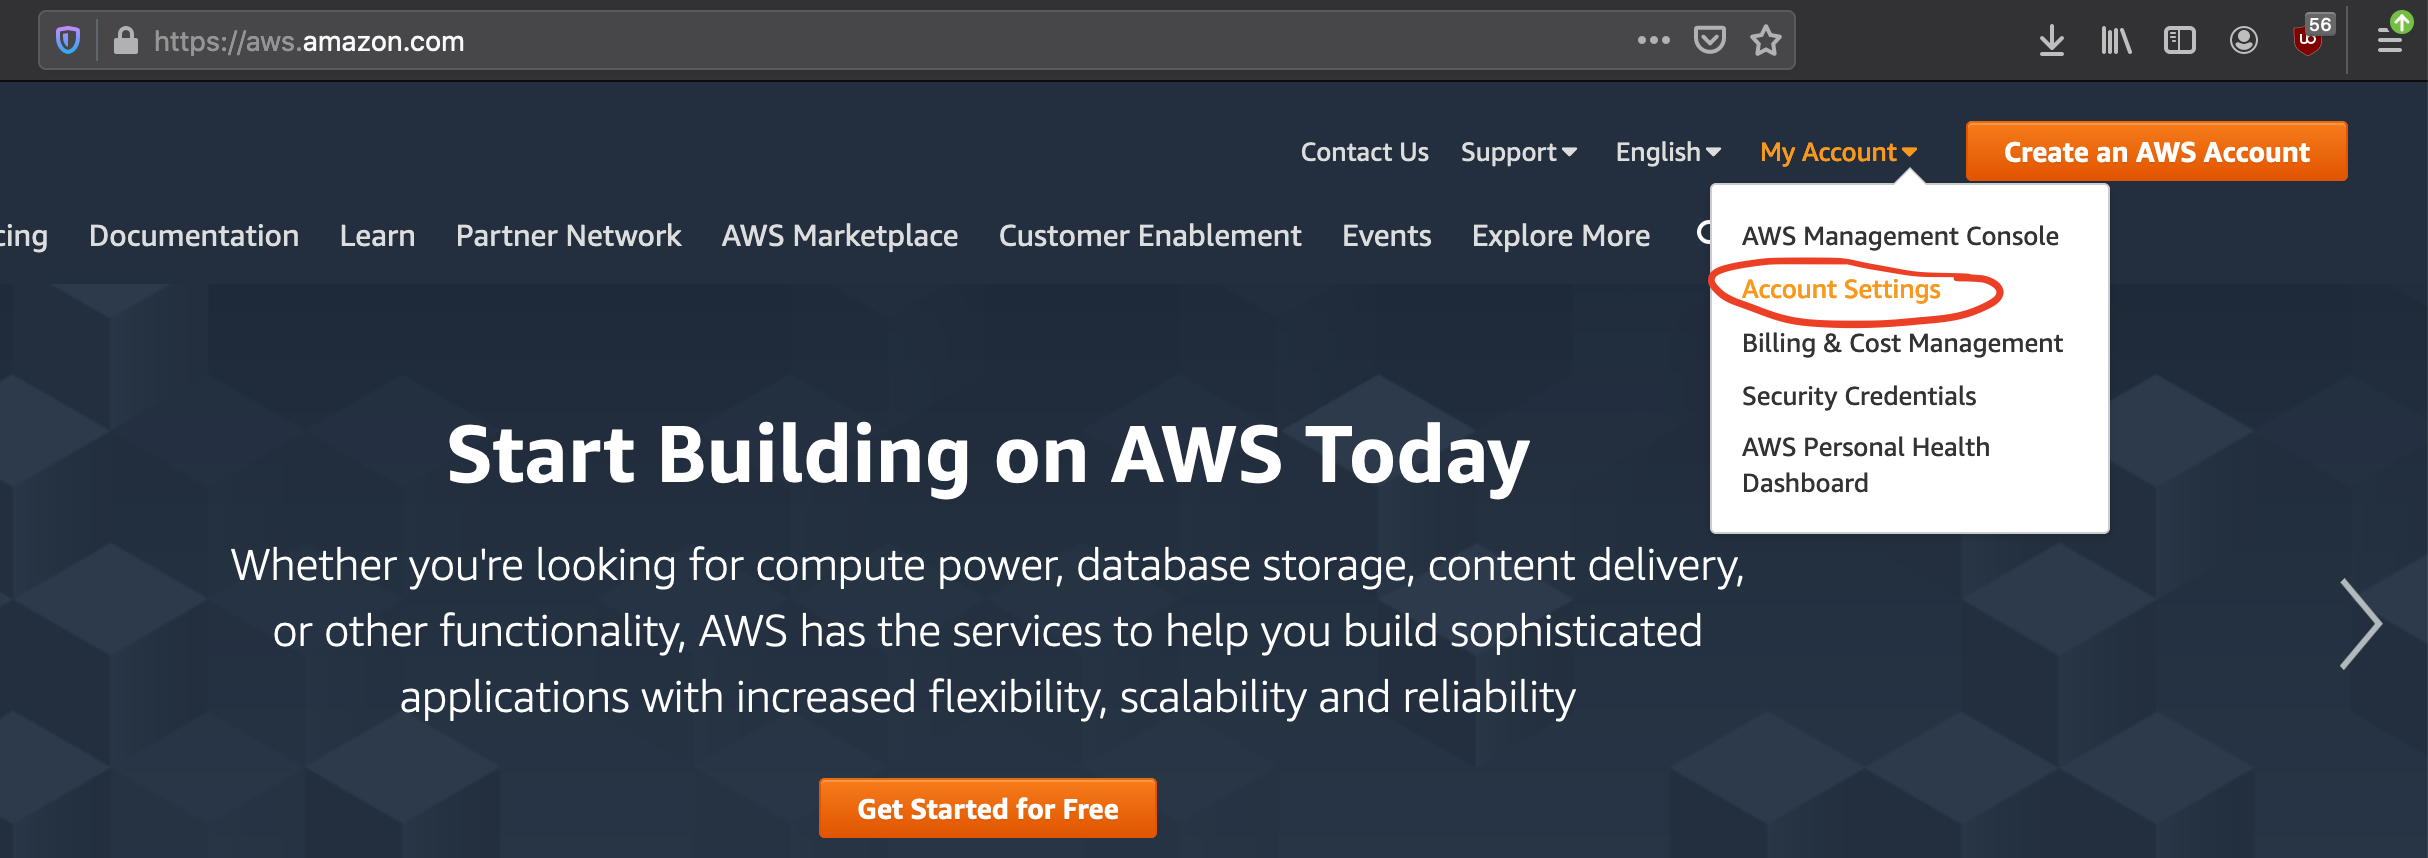 https://aws.amazon.com
56
Contact Us Support English My Account Create an AWS Account
cing Documentation Learn Partner Network AWS Marketplace Customer Enablement Events Explore More
AWS Management Console
Account Settings
Billing & Cost Management
Security Credentials
AWS Personal Health
Dashboard
Start Building on AWS Today
Whether you're looking for compute power, database storage, content delivery,
or other functionality, AWS has the services to help you build sophisticated
applications with increased flexibility, scalability and reliability
Get Started for Free